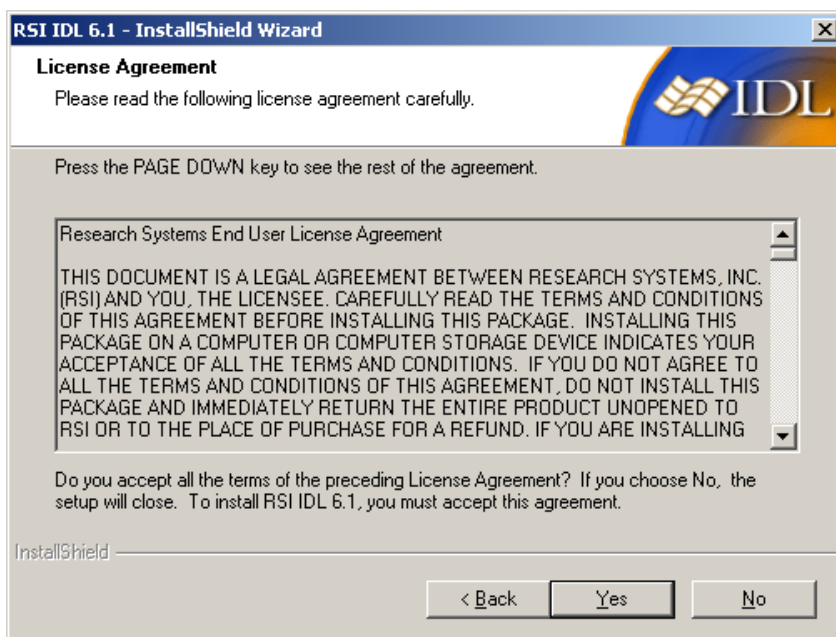 RSI IDL 6.1 - InstallShield Wizard
License Agreement
Please read the following license agreement carefully.
IDL
Press the PAGE DOWN key to see the rest of the agreement.
Research Systems End User License Agreement
THIS DOCUMENT IS A LEGAL AGREEMENT BETWEEN RESEARCH SYSTEMS, INC.
(RSI) AND YOU, THE LICENSEE. CAREFULLY READ THE TERMS AND CONDITIONS
OF THIS AGREEMENT BEFORE INSTALLING THIS PACKAGE.  INSTALLING THIS
PACKAGE ON A COMPUTER OR COMPUTER STORAGE DEVICE INDICATES YOUR
ACCEPTANCE OF ALL THE TERMS AND CONDITIONS.  IF YOU DO NOT AGREE TO
ALL THE TERMS AND CONDITIONS OF THIS AGREEMENT, DO NOT INSTALL THIS
PACKAGE AND IMMEDIATELY RETURN THE ENTIRE PRODUCT UNOPENED TO
RSI OR TO THE PLACE OF PURCHASE FOR A REFUND. IF YOU ARE INSTALLING
Do you accept all the terms of the preceding License Agreement?  If you choose No,  the
setup will close.  To install RSI IDL 6.1, you must accept this agreement.
InstallShield
< Back
Yes
No